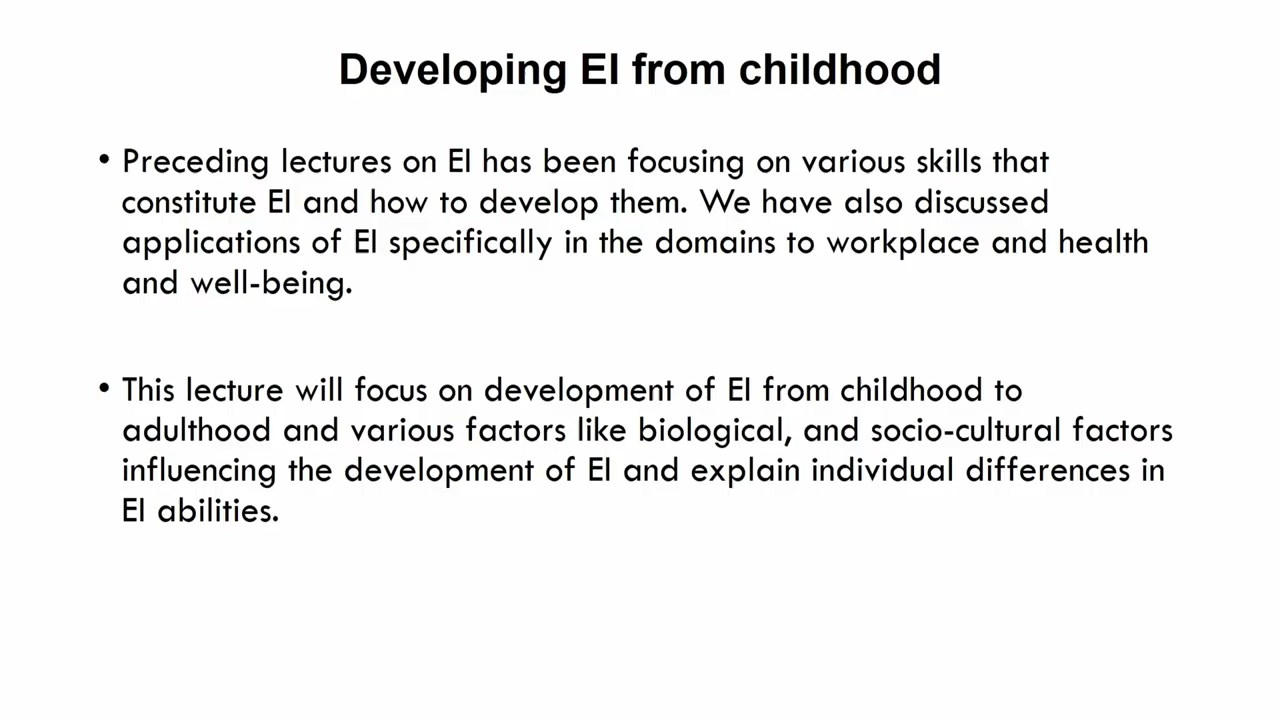 Developing EI from childhood
• Preceding lectures on EI has been focusing on various skills that
constitute EI and how to develop them. We have also discussed
applications of EI specifically in the domains to workplace and health
and well-being.
• This lecture will focus on development of EI from childhood to
adulthood and various factors like biological, and socio-cultural factors
influencing the development of EI and explain individual differences in
EI abilities.